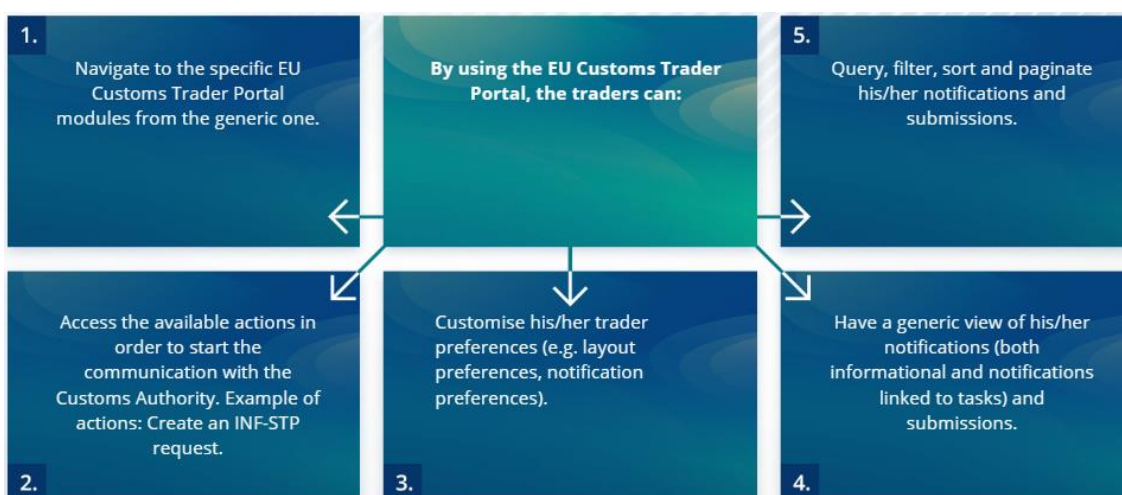 By using the EU Customs Trader
Portal, the traders can:
1.
Navigate to the specific EU
Customs Trader Portal
modules from the generic one.
2.
Access the available actions in
order to start the
communication with the
Customs Authority. Example of
actions: Create an INF-STP
request.
3.
Customise his/her trader
preferences (e.g. layout
preferences, notification
preferences).
4.
Have a generic view of his/her
notifications (both
informational and notifications
linked to tasks) and
submissions.
5.
Query, filter, sort and paginate
his/her notifications and
submissions.